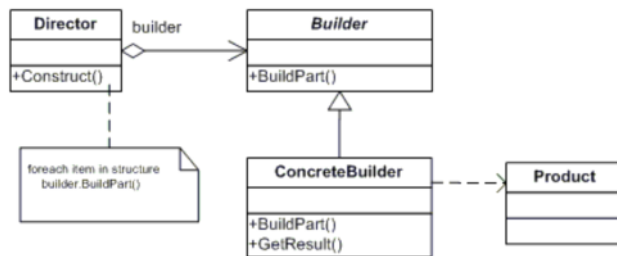 Director
builder
Builder
+Construct()
+BuildPart()
foreach item in structure
builder.BuildPart()
ConcreteBuilder
Product
+BuildPart()
+GetResult()